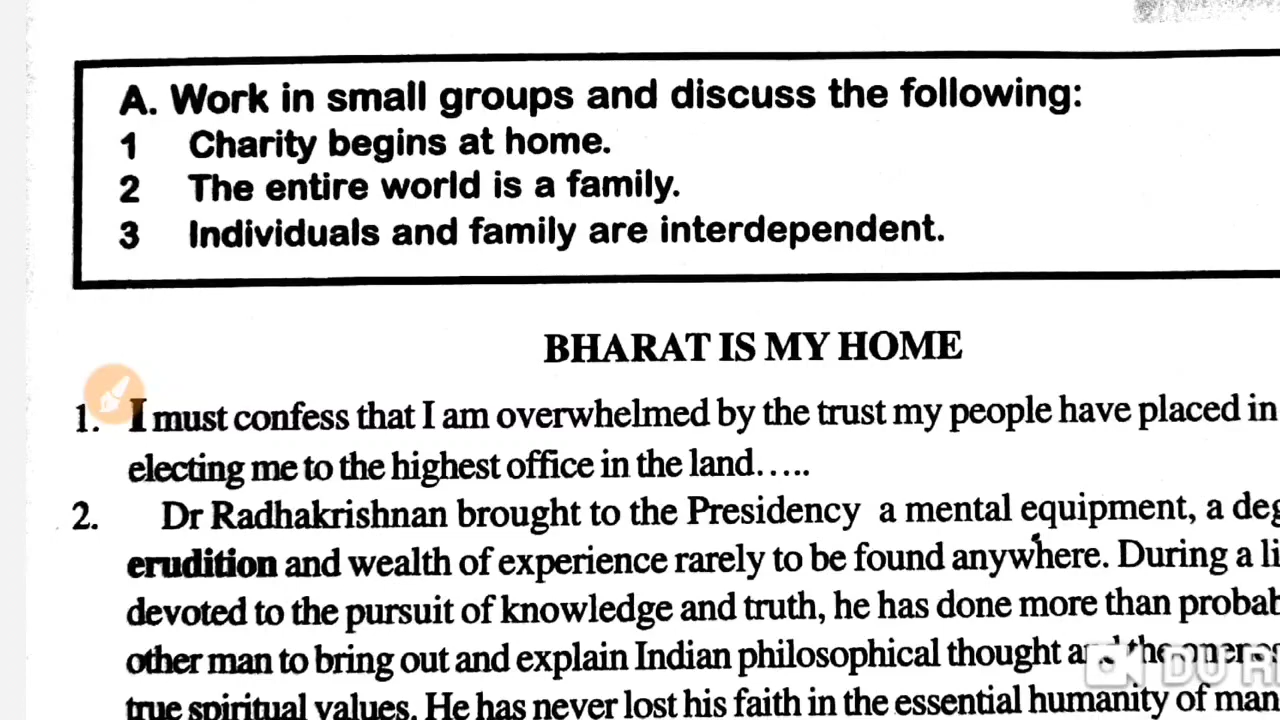 A. Work in small groups and discuss the following:
1 Charity begins at home.
2 The entire world is a family.
3 Individuals and family are interdependent.
BHARAT IS MY HOME
1. I must confess that I am overwhelmed by the trust my people have placed in
electing me to the highest office in the land.....
2. Dr Radhakrishnan brought to the Presidency a mental equipment, a deg
erudition and wealth of experience rarely to be found anywhere. During a li
devoted to the pursuit of knowledge and truth, he has done more than probab
other man to bring out and explain Indian philosophical thought and the
true spiritual values. He has never lost his faith in the essential humanity of man
DU R